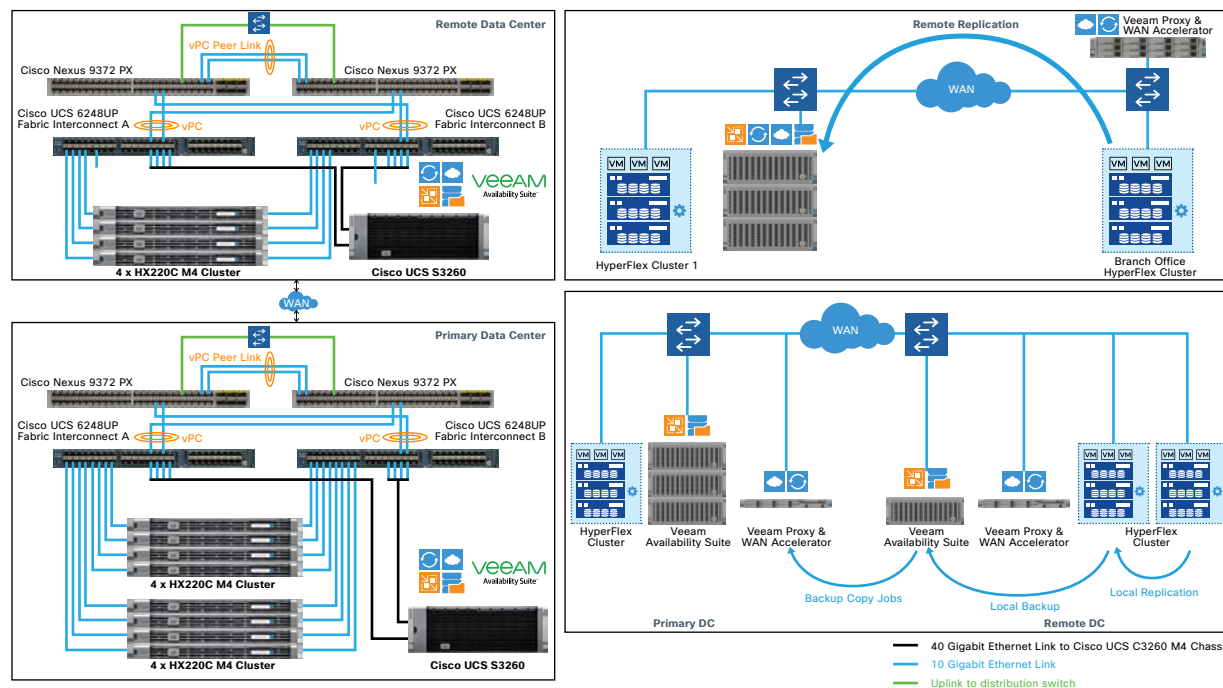 Remote Data Center
vPC Peer Link
Cisco Nexus 9372 PX
Cisco Nexus 9372 PX
Cisco UCS 6248UP
Fabric Interconnect A
vPC
vPC
Cisco UCS 6248UP
Fabric Interconnect B
veeAM
Availability Suite
4 x HX220C M4 Cluster
Cisco UCS S3260
WAN
Primary Data Center
vPC Peer Link
Cisco Nexus 9372 PX
Cisco Nexus 9372 PX
Cisco UCS 6248UP
Fabric Interconnect A
vPC
vPC
Cisco UCS 6248UP
Fabric Interconnect B
4 x HX220C M4 Cluster
veeAM
Availability Suite
4 x HX220C M4 Cluster
Cisco UCS S3260
Remote Replication
Veeam Proxy &
WAN Accelerator
WAN
VM VM VM
VM VM VM
HyperFlex Cluster 1
Branch Office
HyperFlex Cluster
WAN
VM VM VM
VM VM VM
VM VM VM
HyperFlex
Cluster
Veeam
Availability Suite
Veeam Proxy &
WAN Accelerator
Veeam
Availability Suite
Veeam Proxy &
WAN Accelerator
HyperFlex
Cluster
Backup Copy Jobs
Local Backup
Local Replication
Primary DC
Remote DC
40 Gigabit Ethernet Link to Cisco UCS C3260 M4 Chassi
10 Gigabit Ethernet Link
Uplink to distribution switch